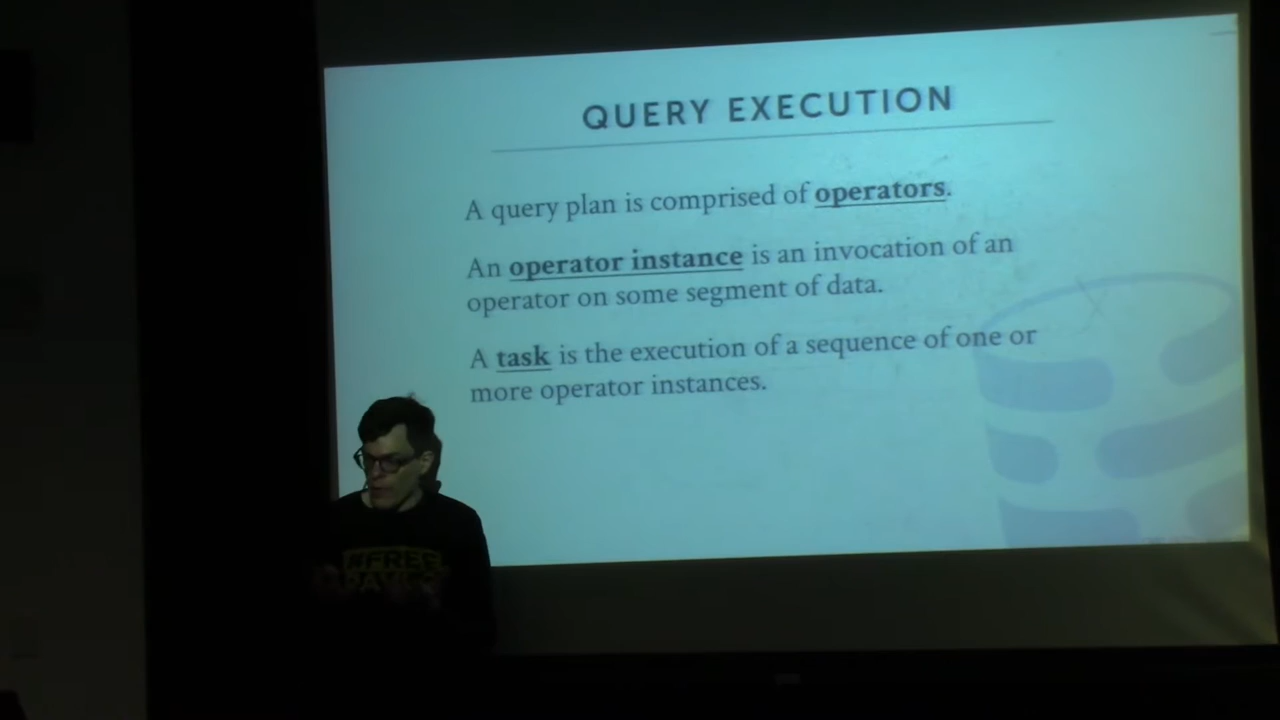 QUERY EXECUTION
A query plan is comprised of operators.
An operator instance is an invocation of an
operator on some segment of data.
A task is the execution of a sequence of one or
more operator instances.
#FREE